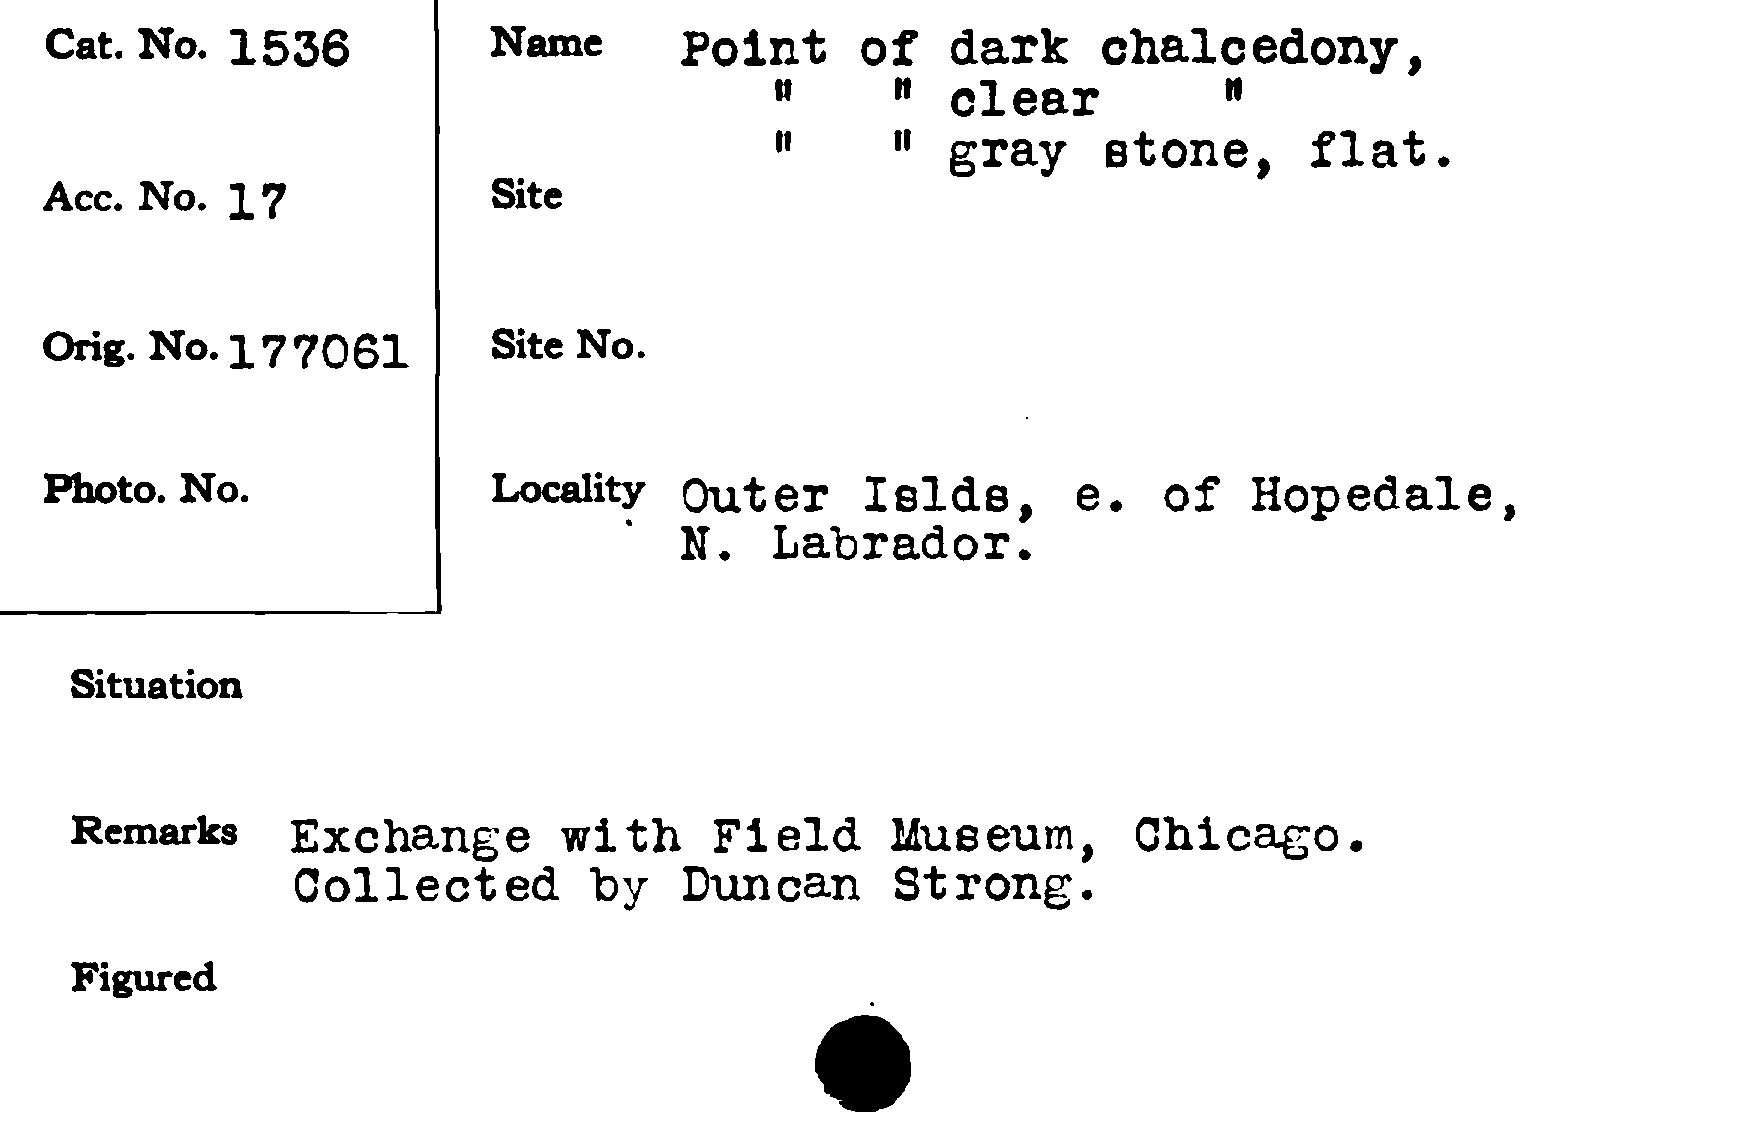 Cat. No. 1536
Name Point of dark chalcedony,
" " clear "
" " gray stone, flat.
Acc. No. 17
Site
Orig. No. 177061
Site No.
Photo. No.
Locality Outer Islds, e. of Hopedale,
N. Labrador.
Situation
Remarks Exchange with Field Museum, Chicago.
Collected by Duncan Strong.
Figured